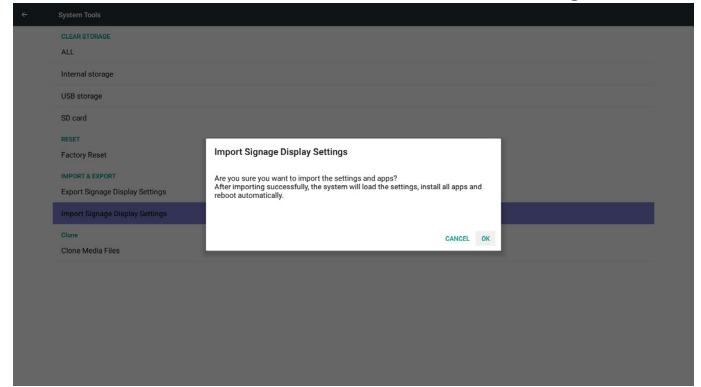 System Tools
CLEAR STORAGE
ALL
Internal storage
USB storage
SD card
RESET
Factory Reset
IMPORT & EXPORT
Export Signage Display Settings
Import Signage Display Settings
Clone
Clone Media Files
Import Signage Display Settings
Are you sure you want to import the settings and apps?
After importing successfully, the system will load the settings, install all apps and
reboot automatically.
CANCEL OK